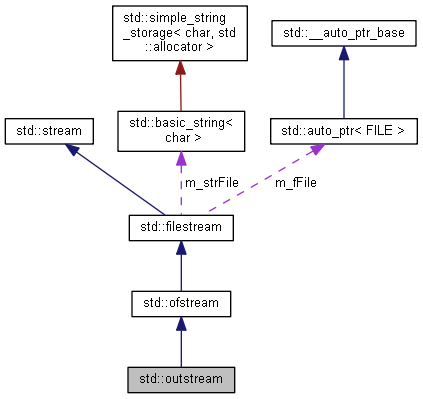 std::simple_string
_storage< char, std
::allocator >
std::__auto_ptr_base
std::stream
std::basic_string<
char >
std::auto_ptr< FILE >
m_strFile
m_fFile
std::filestream
std::ofstream
std::outstream